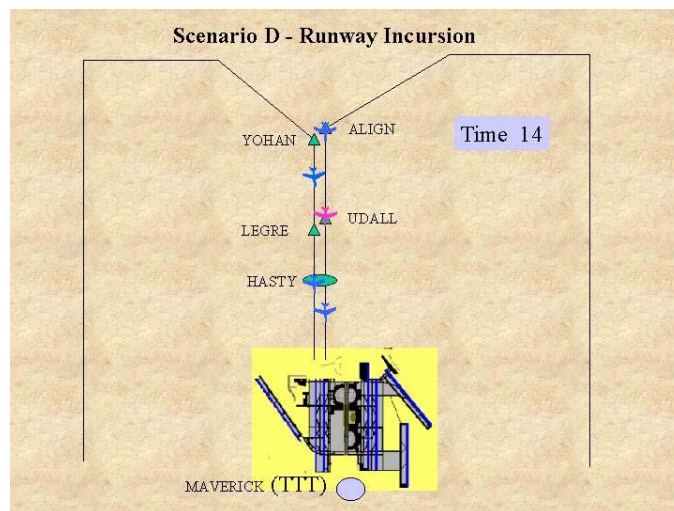 Scenario D - Runway Incursion
ALIGN
YOHAN
Time 14
UDALL
LEGRE
HASTY
MAVERICK (TTT)